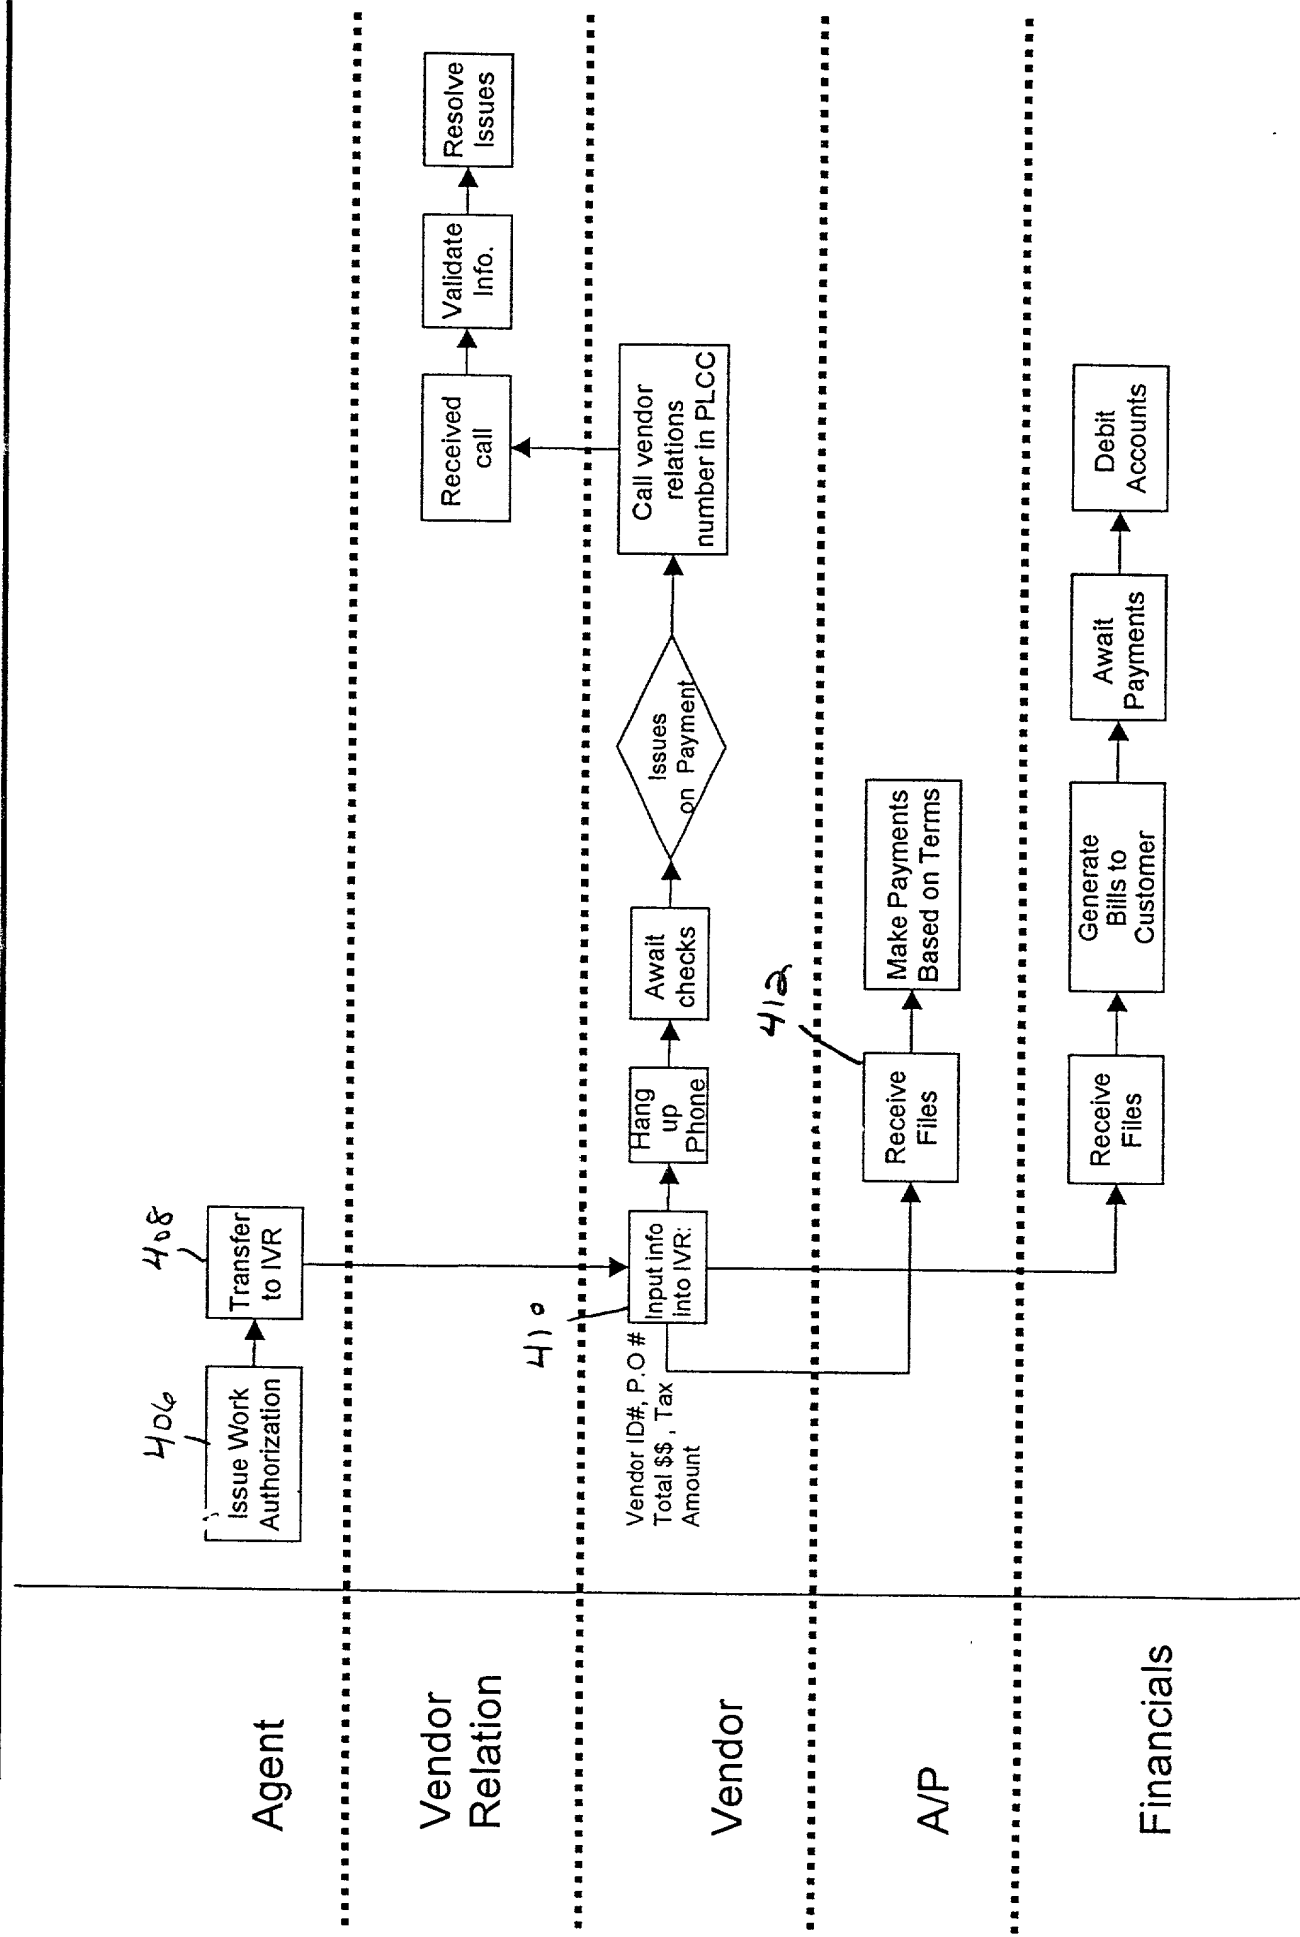 Agent
406
Issue Work
Authorization
408
Transfer
to IVR
Vendor
Relation
Received
call
Validate
Info.
Resolve
Issues
Vendor
Vendor ID#, P.O #
Total $$ , Tax
Amount
410
Input info
into IVR:
Hang
up
Phone
Await
checks
Issues
on Payment
Call vendor
relations
number in PLCC
A/P
412
Receive
Files
Make Payments
Based on Terms
Financials
Receive
Files
Generate
Bills to
Customer
Await
Payments
Debit
Accounts